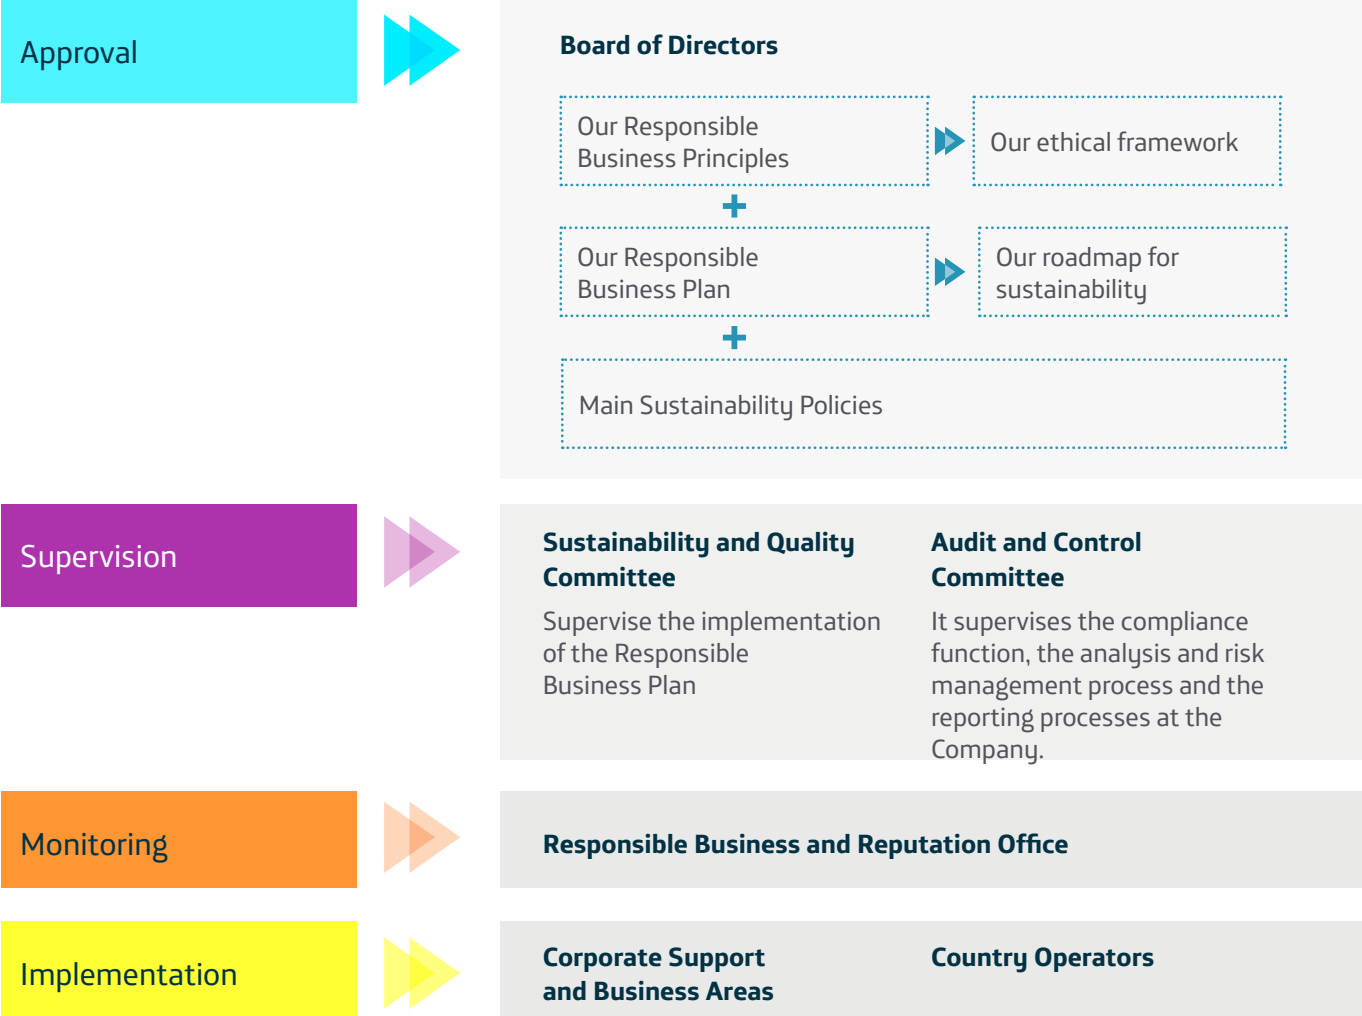 Approval
Board of Directors
Our Responsible
Business Principles
Our ethical framework
+
Our Responsible
Business Plan
Our roadmap for
sustainability
+
Main Sustainability Policies
Supervision
Sustainability and Quality
Committee
Supervise the implementation
of the Responsible
Business Plan
Audit and Control
Committee
It supervises the compliance
function, the analysis and risk
management process and the
reporting processes at the
Company.
Monitoring
Responsible Business and Reputation Office
Implementation
Corporate Support
and Business Areas
Country Operators